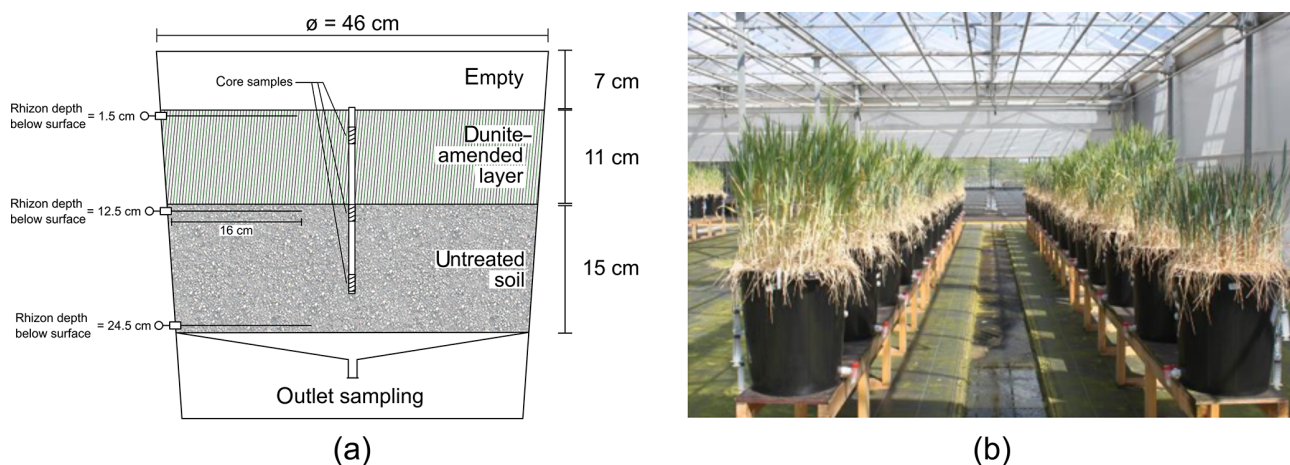 ø = 46 cm
Empty
7 cm
Core samples
Rhizon depth
below surface = 1.5 cm
Dunite-
amended
layer
11 cm
Rhizon depth
below surface = 12.5 cm
16 cm
Untreated
soil
15 cm
Rhizon depth
below surface = 24.5 cm
Outlet sampling
(a)
(b)